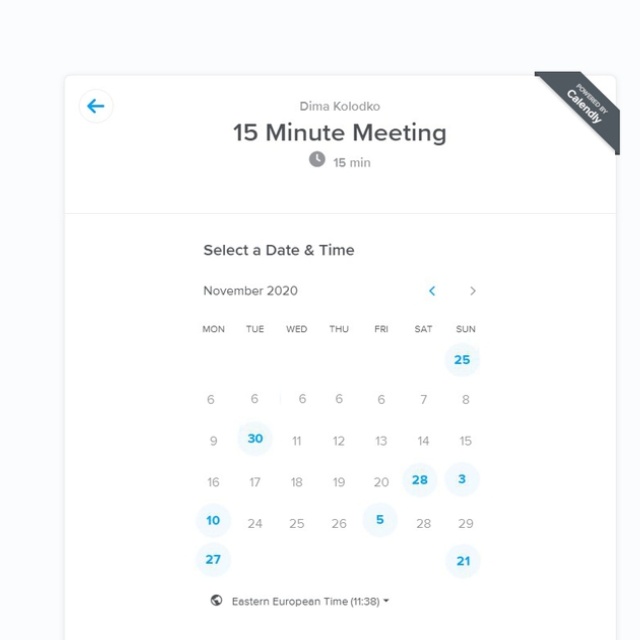 POWERED BY
Calendly
Dima Kolodko
15 Minute Meeting
15 min
Select a Date & Time
November 2020
MON TUE WED THU FRI SAT SUN
25
6 6 6 6 6 7 8
9 30 11 12 13 14 15
16 17 18 19 20 28 3
10 24 25 26 5 28 29
27 21
Eastern European Time (11:38)